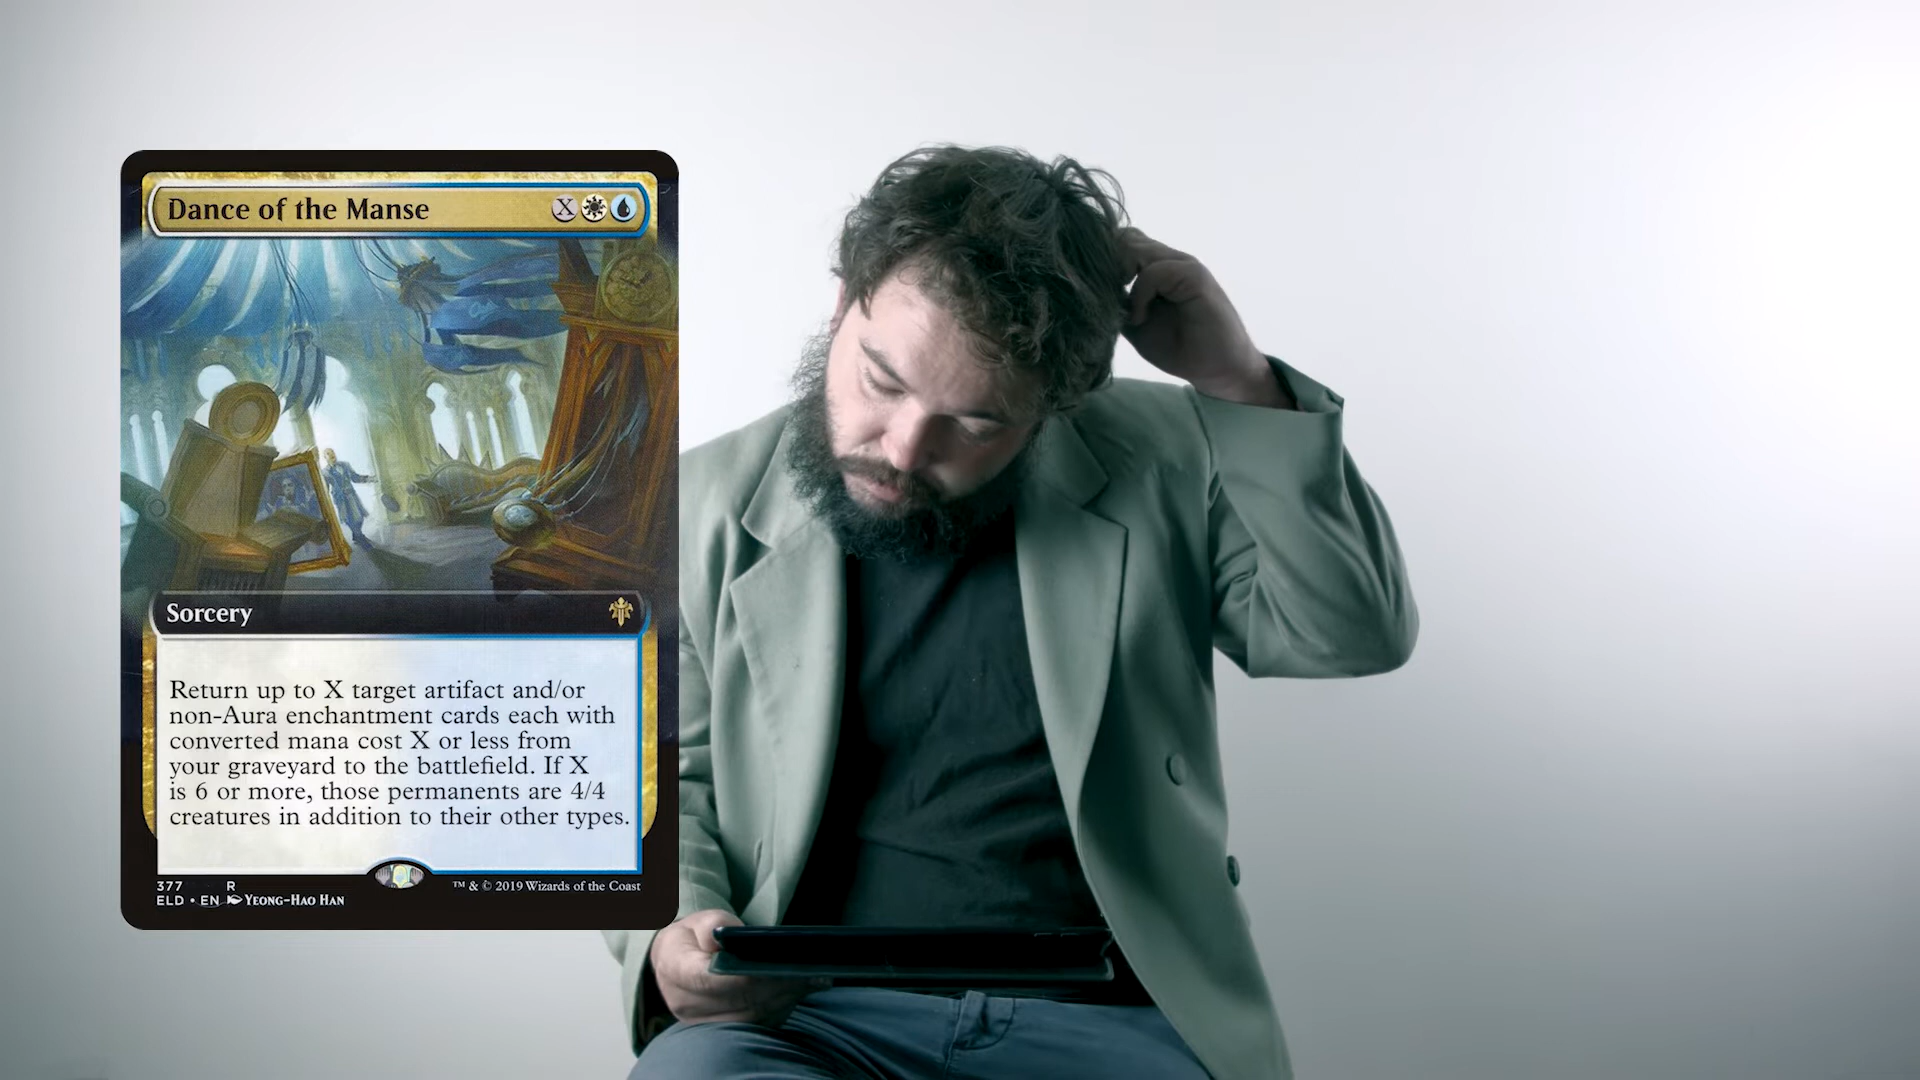 Dance of the Manse X
Sorcery
Return up to X target artifact and/or
non-Aura enchantment cards each with
converted mana cost X or less from
your graveyard to the battlefield. If X
is 6 or more, those permanents are 4/4
creatures in addition to their other types.
377 R
ELD • EN Yeong-Hao Han
™ & © 2019 Wizards of the Coast